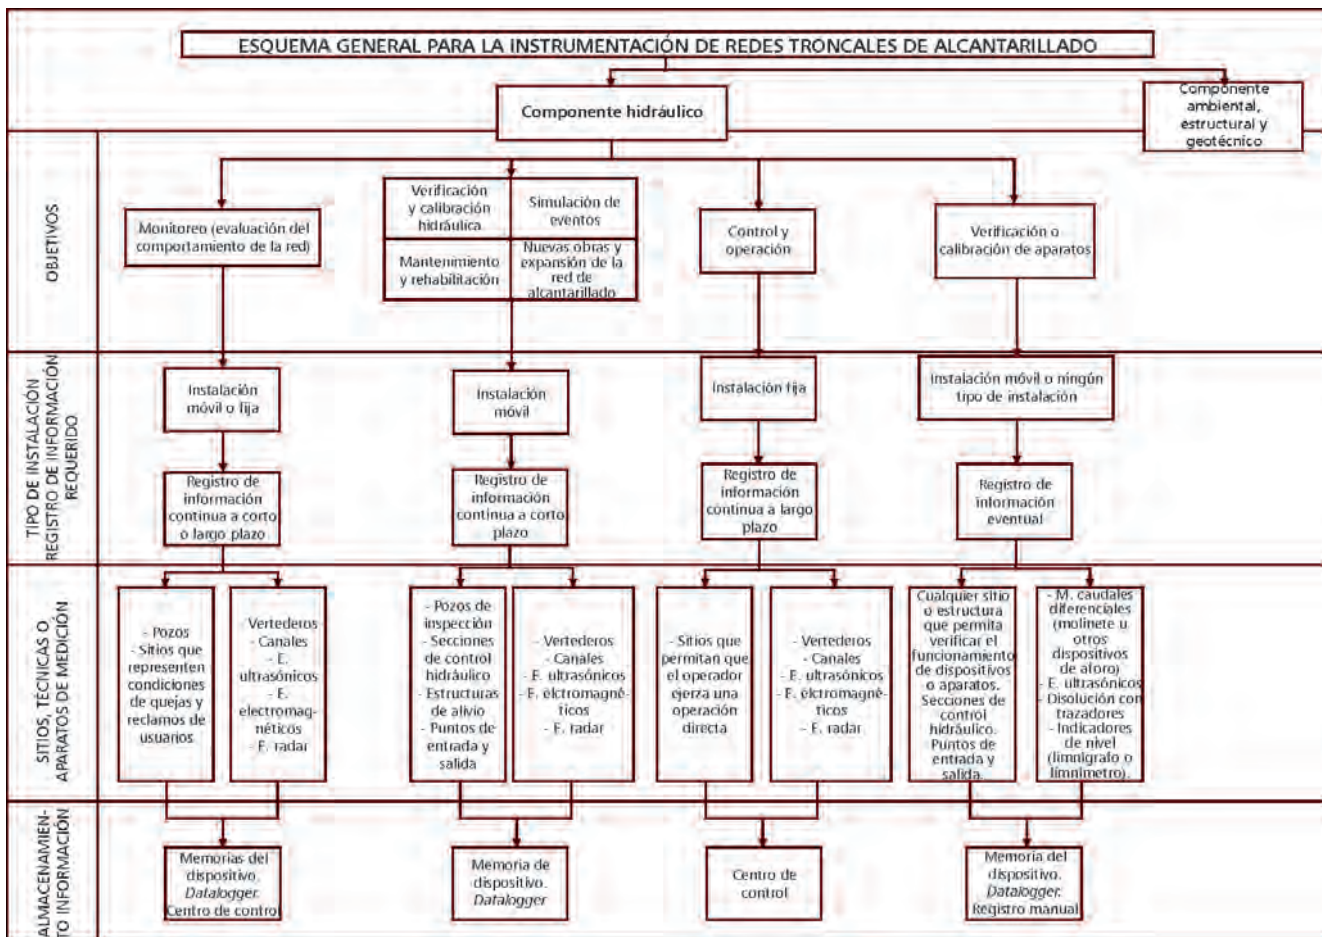 ESQUEMA GENERAL PARA LA INSTRUMENTACIÓN DE REDES TRONCALES DE ALCANTARILLADO
Componente hidráulico
Componente
ambiental,
estructural y
geotécnico
OBJETIVOS
Monitoreo (evaluación del
comportamiento de la red)
Verificación
y calibración
hidráulica
Simulación de
eventos
Mantenimiento
y rehabilitación
Nuevas obras y
expansión de la
red de
alcantarillado
Control y
operación
Verificación o
calibración de aparatos
TIPO DE INSTALACIÓN
REGISTRO DE INFORMACIÓN
REQUERIDO
Instalación
móvil o fija
Instalación
móvil
Instalación fija
Instalación móvil o ningún
tipo de instalación
Registro de
información
continua a corto
o largo plazo
Registro de
información
continua a corto
plazo
Registro de
información
continua a largo
plazo
Registro de
información
eventual
SITIOS, TÉCNICAS O
APARATOS DE MEDICIÓN
- Pozos
- Sitios que
representen
condiciones
de quejas y
reclamos de
usuarios
- Vertederos
- Canales
- E.
ultrasónicos
- E.
electromag-
néticos
- E. radar
- Pozos de
inspección
- Secciones
de control
hidráulico
- Estructuras
de alivio
- Puntos de
entrada y
salida
- Vertederos
- Canales
- E. ultrasónicos
- E. elctromagné-
ticos
- E. radar
- Sitios que
permitan que
el operador
ejerza una
operación
directa
- Vertederos
- Canales
- E. ultrasónicos
- E. elctromagné-
ticos
- E. radar
Cualquier sitio
o estructura
que permita
verificar el
funcionamiento
de dispositivos
o aparatos.
Secciones de
control
hidráulico.
Puntos de
entrada y
salida.
- M. caudales
diferenciales
(molinete u
otros
dispositivos
de aforo)
- E. ultrasónicos
- Disolución con
trazadores
- Indicadores
de nivel
(limnígrafo o
limnímetro).
ALMACENAMIEN-
TO INFORMACIÓN
Memorias del
dispositivo.
Datalogger.
Centro de control
Memoria de
dispositivo.
Datalogger
Centro de
control
Memoria del
dispositivo.
Datalogger.
Registro manual